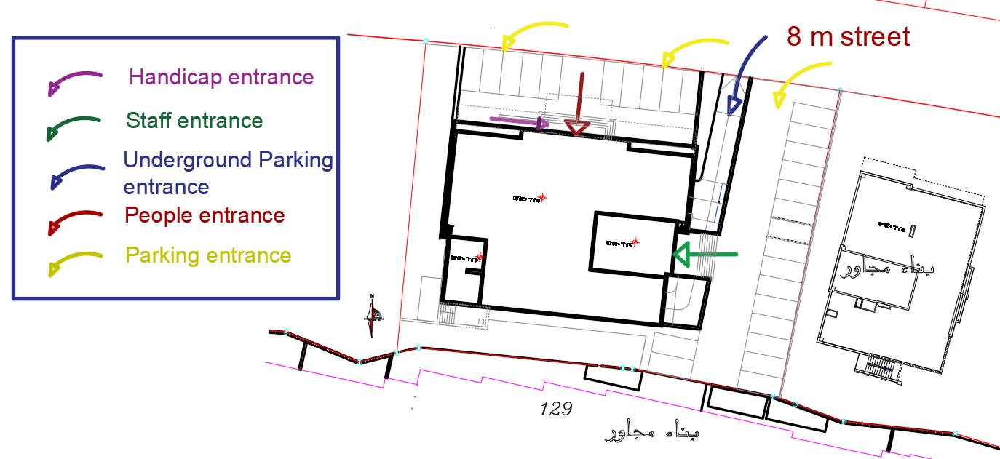 8 m street
Handicap entrance
Staff entrance
Underground Parking
entrance
People entrance
Parking entrance
بناء مجاور
N
129
بناء مجاور